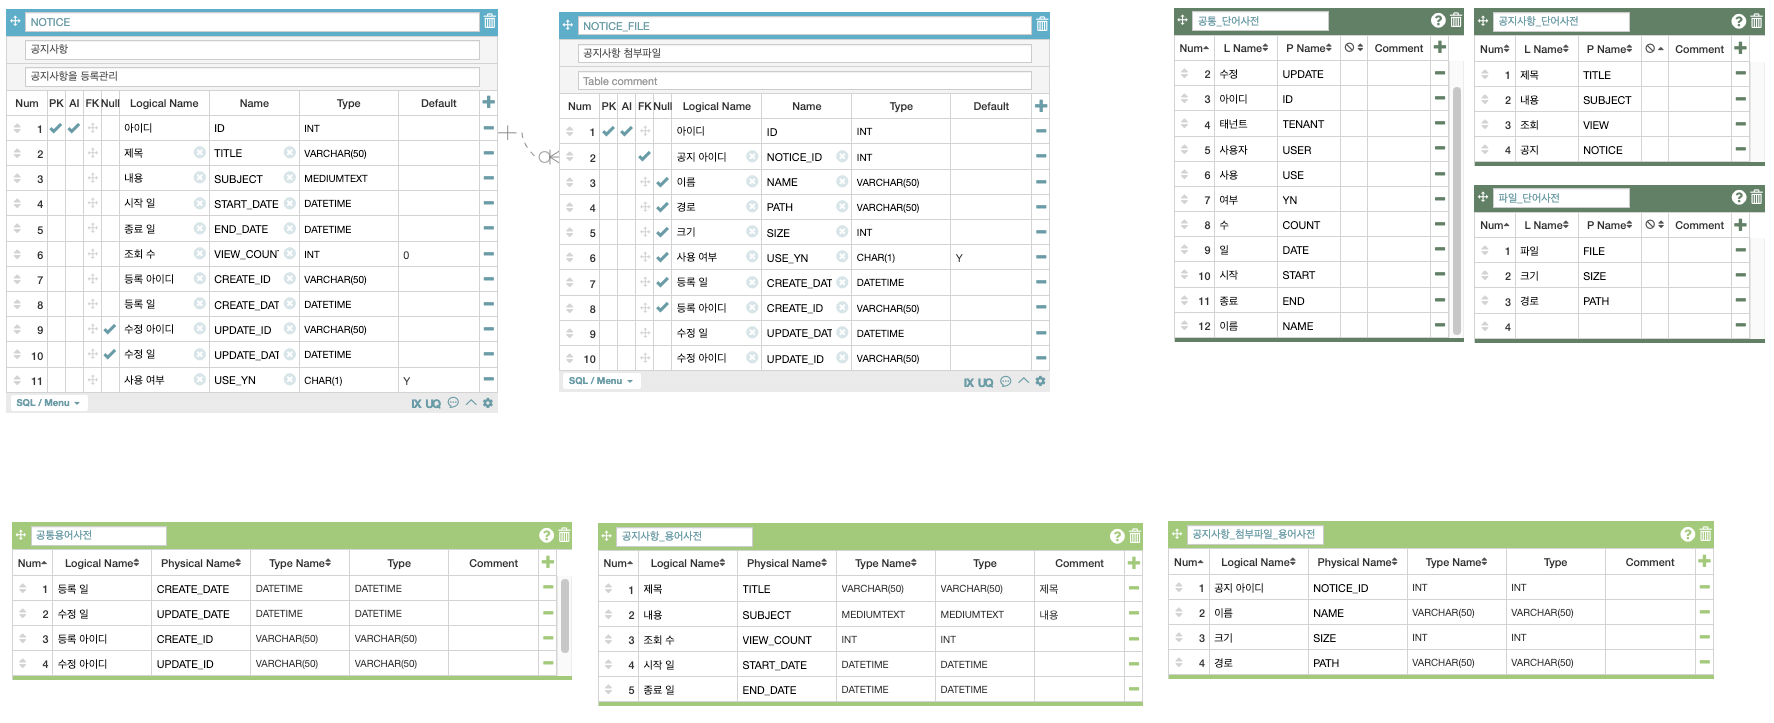 NOTICE
공지사항
공지사항을 등록관리
Num PK AI FK Null Logical Name Name Type Default
1 아이디 ID INT
2 제목 TITLE VARCHAR(50)
3 내용 SUBJECT MEDIUMTEXT
4 시작 일 START_DATE DATETIME
5 종료 일 END_DATE DATETIME
6 조회 수 VIEW_COUN INT 0
7 등록 아이디 CREATE_ID VARCHAR(50)
8 등록 일 CREATE_DAT DATETIME
9 수정 아이디 UPDATE_ID VARCHAR(50)
10 수정 일 UPDATE_DAT DATETIME
11 사용 여부 USE_YN CHAR(1) Y
SQL / Menu IX UQ
NOTICE_FILE
공지사항 첨부파일
Table comment
Num PK AI FK Null Logical Name Name Type Default
1 아이디 ID INT
2 공지 아이디 NOTICE_ID INT
3 이름 NAME VARCHAR(50)
4 경로 PATH VARCHAR(50)
5 크기 SIZE INT
6 사용 여부 USE_YN CHAR(1) Y
7 등록 일 CREATE_DAT DATETIME
8 등록 아이디 CREATE_ID VARCHAR(50)
9 수정 일 UPDATE_DAT DATETIME
10 수정 아이디 UPDATE_ID VARCHAR(50)
SQL / Menu IX UQ
공통_단어사전
Num L Name P Name Comment
2 수정 UPDATE
3 아이디 ID
4 태넌트 TENANT
5 사용자 USER
6 사용 USE
7 여부 YN
8 수 COUNT
9 일 DATE
10 시작 START
11 종료 END
12 이름 NAME
공지사항_단어사전
Num L Name P Name Comment
1 제목 TITLE
2 내용 SUBJECT
3 조회 VIEW
4 공지 NOTICE
파일_단어사전
Num L Name P Name Comment
1 파일 FILE
2 크기 SIZE
3 경로 PATH
4
공통용어사전
Num Logical Name Physical Name Type Name Type Comment
1 등록 일 CREATE_DATE DATETIME DATETIME
2 수정 일 UPDATE_DATE DATETIME DATETIME
3 등록 아이디 CREATE_ID VARCHAR(50) VARCHAR(50)
4 수정 아이디 UPDATE_ID VARCHAR(50) VARCHAR(50)
공지사항_용어사전
Num Logical Name Physical Name Type Name Type Comment
1 제목 TITLE VARCHAR(50) VARCHAR(50) 제목
2 내용 SUBJECT MEDIUMTEXT MEDIUMTEXT 내용
3 조회 수 VIEW_COUNT INT INT
4 시작 일 START_DATE DATETIME DATETIME
5 종료 일 END_DATE DATETIME DATETIME
공지사항_첨부파일_용어사전
Num Logical Name Physical Name Type Name Type Comment
1 공지 아이디 NOTICE_ID INT INT
2 이름 NAME VARCHAR(50) VARCHAR(50)
3 크기 SIZE INT INT
4 경로 PATH VARCHAR(50) VARCHAR(50)